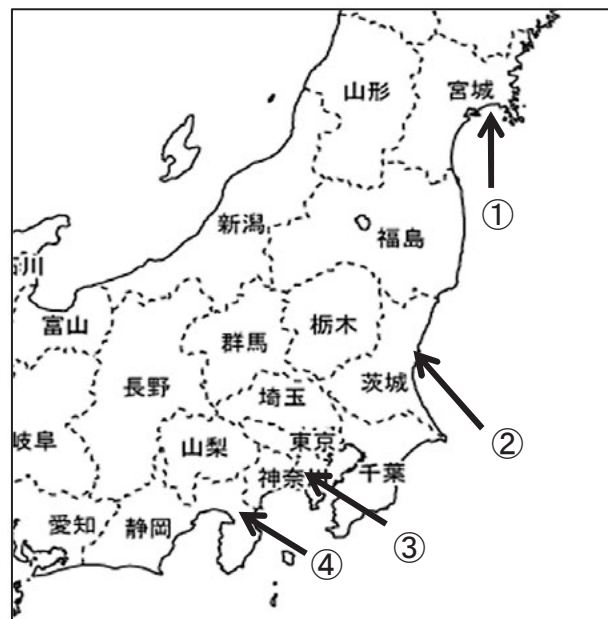 山形
宮城
①
新潟
福島
石川
富山
群馬
栃木
長野
茨城
埼玉
②
岐阜
山梨
東京
千葉
神奈川
③
愛知
静岡
④